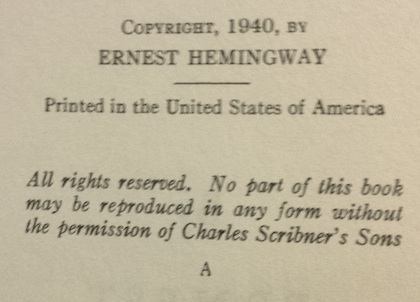 COPYRIGHT, 1940, BY
ERNEST HEMINGWAY
Printed in the United States of America
All rights reserved. No part of this book
may be reproduced in any form without
the permission of Charles Scribner's Sons
A